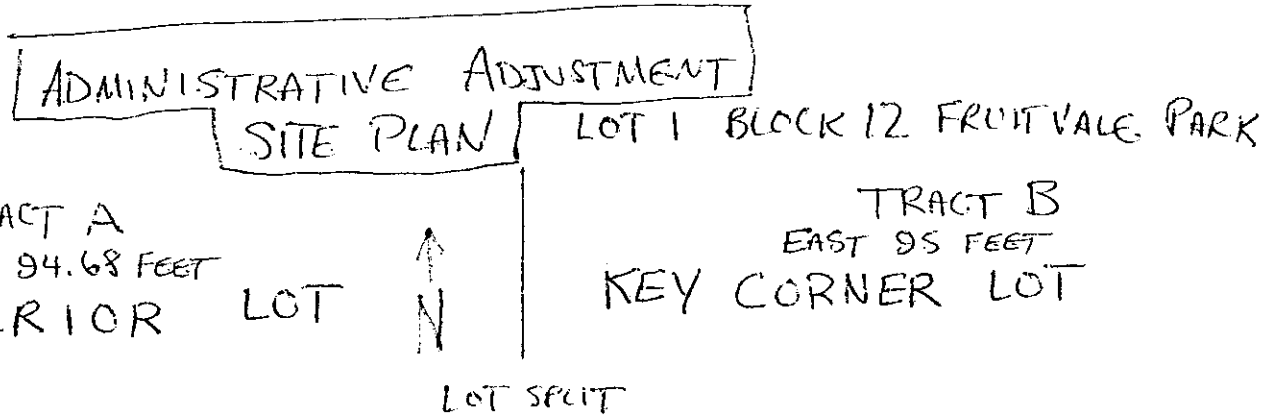 ADMINISTRATIVE ADJUSTMENT
SITE PLAN
LOT 1 BLOCK 12 FRUITVALE PARK
ACT A
94.68 FEET
RIOR LOT
N
TRACT B
EAST 95 FEET
KEY CORNER LOT
LOT SPLIT